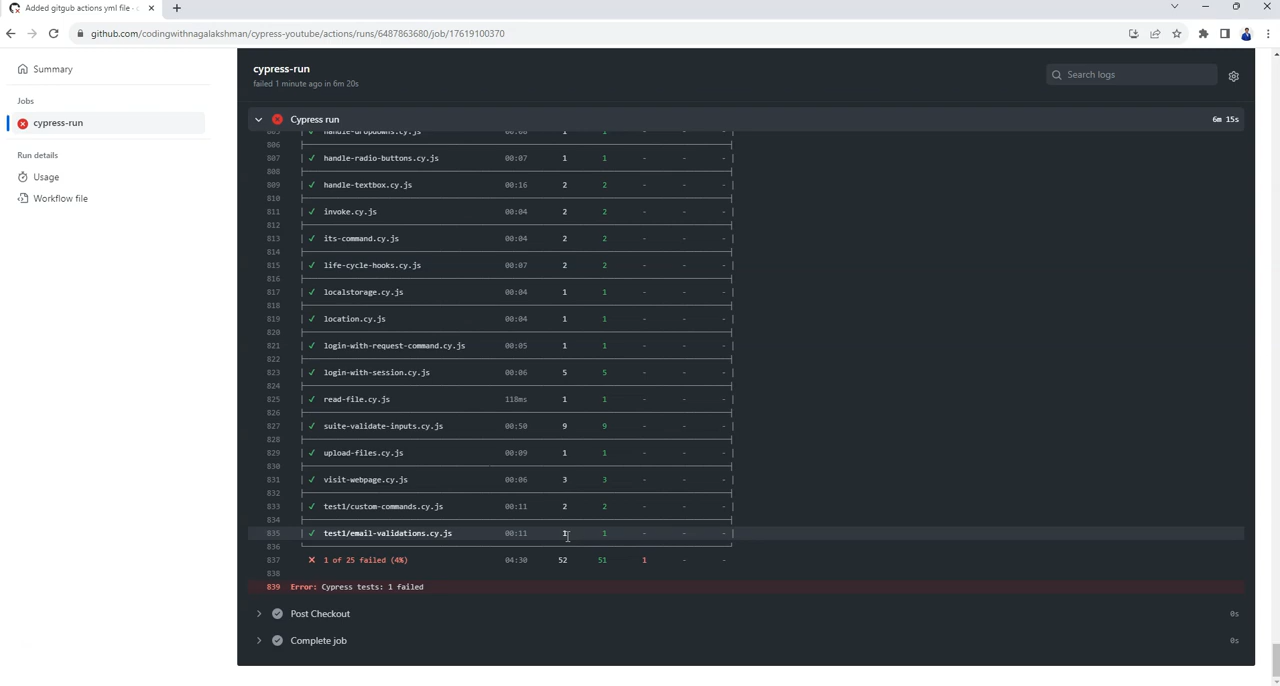 Added gitgub actions yml file ·
github.com/codingwithnagalakshman/cypress-youtube/actions/runs/6487863680/job/17619100370
Summary
Jobs
cypress-run
Run details
Usage
Workflow file
cypress-run
failed 1 minute ago in 6m 20s
Search logs
Cypress run 6m 15s
805 handle-dropdowns.cy.js 00:08 1 1 - - -
806
807 ✓ handle-radio-buttons.cy.js 00:07 1 1 - - -
808
809 ✓ handle-textbox.cy.js 00:16 2 2 - - -
810
811 ✓ invoke.cy.js 00:04 2 2 - - -
812
813 ✓ its-command.cy.js 00:04 2 2 - - -
814
815 ✓ life-cycle-hooks.cy.js 00:07 2 2 - - -
816
817 ✓ localstorage.cy.js 00:04 1 1 - - -
818
819 ✓ location.cy.js 00:04 1 1 - - -
820
821 ✓ login-with-request-command.cy.js 00:05 1 1 - - -
822
823 ✓ login-with-session.cy.js 00:06 5 5 - - -
824
825 ✓ read-file.cy.js 118ms 1 1 - - -
826
827 ✓ suite-validate-inputs.cy.js 00:50 9 9 - - -
828
829 ✓ upload-files.cy.js 00:09 1 1 - - -
830
831 ✓ visit-webpage.cy.js 00:06 3 3 - - -
832
833 ✓ test1/custom-commands.cy.js 00:11 2 2 - - -
834
835 ✓ test1/email-validations.cy.js 00:11 1 1 - - -
836
837 ✕ 1 of 25 failed (4%) 04:30 52 51 1 - -
838
839 Error: Cypress tests: 1 failed
Post Checkout 0s
Complete job 0s